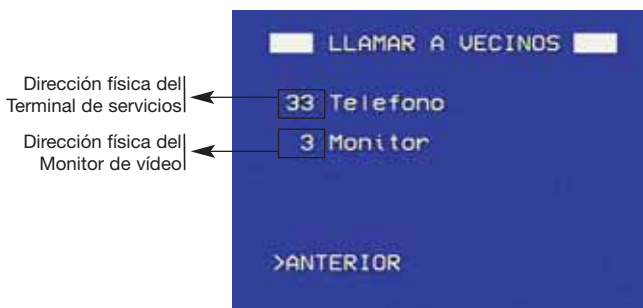 LLAMAR A VECINOS
Dirección física del
Terminal de servicios
33 Telefono
Dirección física del
Monitor de vídeo
3 Monitor
>ANTERIOR